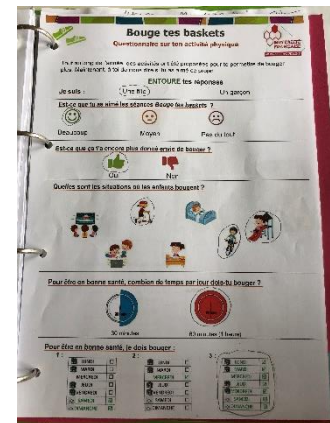 Bouge tes baskets
Questionnaire sur ton activité physique
ENTOURE tes réponses
Je suis : Une fille Un garçon
Est-ce que tu as aimé les séances Bouge tes baskets ?
Beaucoup Moyen Pas du tout
Est-ce que ça t'a encore plus donné envie de bouger ?
Oui Non
Quelles sont les situations où les enfants bougent ?
Pour être en bonne santé, combien de temps par jour dois-tu bouger ?
30 minutes 60 minutes (1 heure)
Pour être en bonne santé, je dois bouger :
1 : 2 : 3 :
LUNDI LUNDI LUNDI
MARDI MARDI MARDI
MERCREDI MERCREDI MERCREDI
JEUDI JEUDI JEUDI
VENDREDI VENDREDI VENDREDI
SAMEDI SAMEDI SAMEDI
DIMANCHE DIMANCHE DIMANCHE